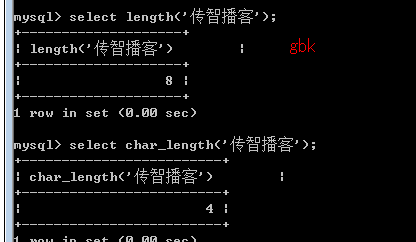 mysql> select length('传智播客');
+--------------------+
| length('传智播客') | gbk
+--------------------+
| 8 |
+--------------------+
1 row in set (0.00 sec)
mysql> select char_length('传智播客');
+-------------------------+
| char_length('传智播客') |
+-------------------------+
| 4 |
+-------------------------+
1 row in set (0.00 sec)